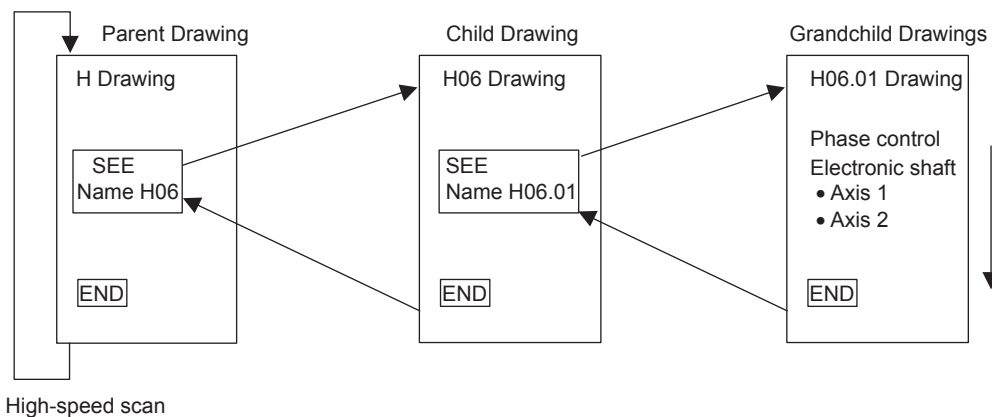 Parent Drawing
H Drawing
SEE
Name H06
END
High-speed scan
Child Drawing
H06 Drawing
SEE
Name H06.01
END
Grandchild Drawings
H06.01 Drawing
Phase control
Electronic shaft
• Axis 1
• Axis 2
END